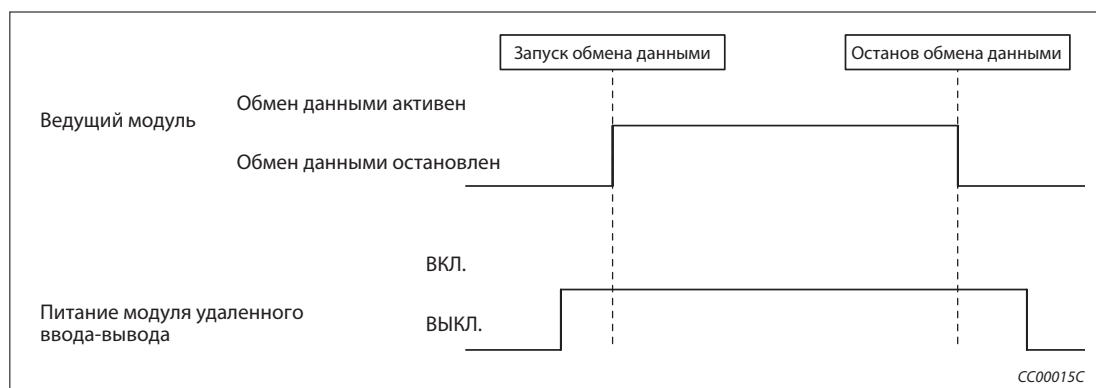 Запуск обмена данными
Останов обмена данными
Обмен данными активен
Ведущий модуль
Обмен данными остановлен
ВКЛ.
Питание модуля удаленного
ввода-вывода
ВЫКЛ.
CC00015C